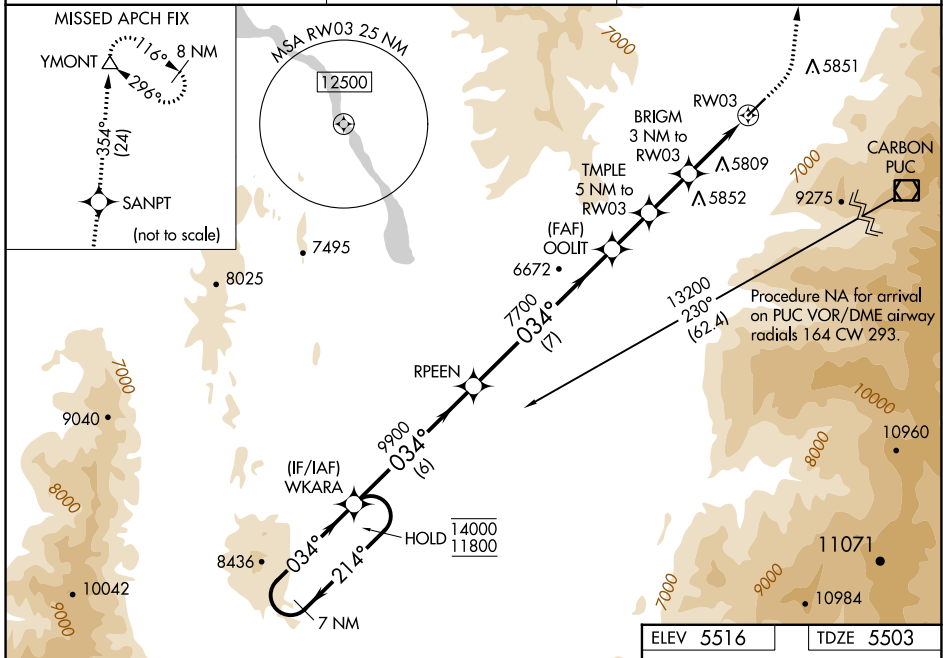 MISSED APCH FIX
YMONT
116°
8 NM
296°
354°
(24)
SANPT
(not to scale)
MSA RW03 25 NM
12500
7000
5851
RW03
BRIGM
3 NM to
RW03
5809
TMPLE
5 NM to
RW03
5852
7000
CARBON
PUC
9275
(FAF)
OOLIT
7495
8025
6672
7700
034°
(7)
13200
230°
(62.4)
Procedure NA for arrival
on PUC VOR/DME airway
radials 164 CW 293.
RPEEN
7000
9040
10000
9900
034°
(6)
10960
8000
(IF/IAF)
WKARA
8000
HOLD
14000
11800
034°
214°
8436
11071
10042
9000
7 NM
7000
9000
10984
ELEV 5516
TDZE 5503